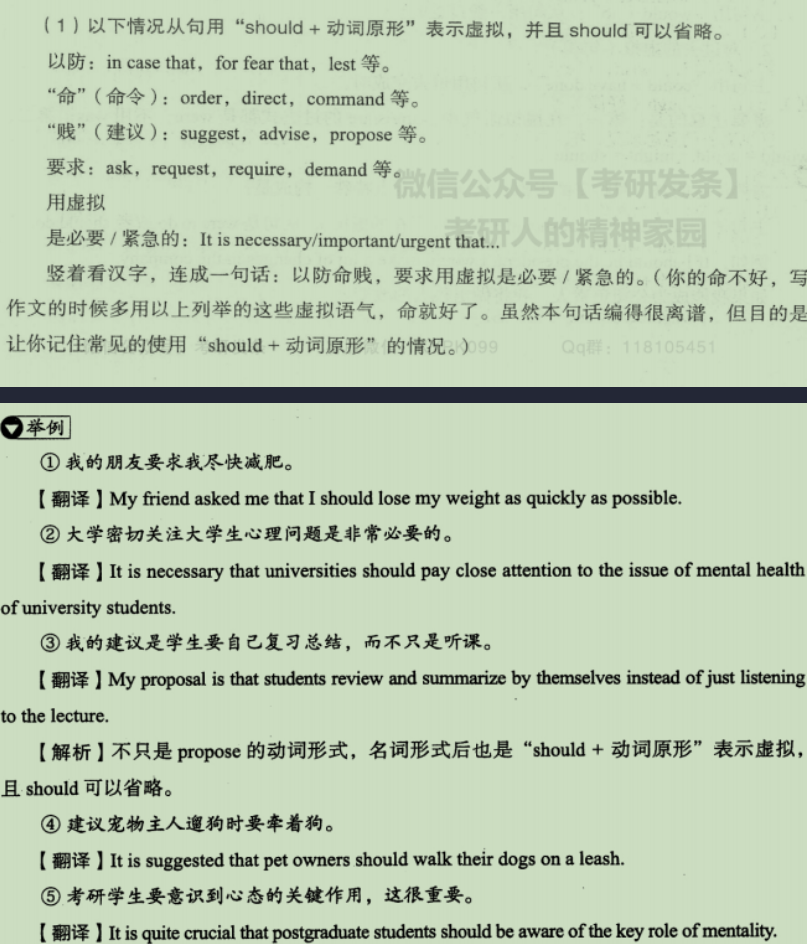 （1）以下情况从句用“should + 动词原形”表示虚拟，并且 should 可以省略。
以防：in case that，for fear that，lest 等。
“命”（命令）：order，direct，command 等。
“贱”（建议）：suggest，advise，propose 等。
要求：ask，request，require，demand 等。
微信公众号【考研发条】
用虚拟
考研人的精神家园
是必要 / 紧急的：It is necessary/important/urgent that...
竖着看汉字，连成一句话：以防命贱，要求用虚拟是必要 / 紧急的。（你的命不好，写
作文的时候多用以上列举的这些虚拟语气，命就好了。虽然本句话编得很离谱，但目的是
让你记住常见的使用“should + 动词原形”的情况。）
099 Qq群：118105451
举例
① 我的朋友要求我尽快减肥。
【翻译】My friend asked me that I should lose my weight as quickly as possible.
② 大学密切关注大学生心理问题是非常必要的。
【翻译】It is necessary that universities should pay close attention to the issue of mental health
of university students.
③ 我的建议是学生要自己复习总结，而不只是听课。
【翻译】My proposal is that students review and summarize by themselves instead of just listening
to the lecture.
【解析】不只是 propose 的动词形式，名词形式后也是“should + 动词原形”表示虚拟，
且 should 可以省略。
④ 建议宠物主人遛狗时要牵着狗。
【翻译】It is suggested that pet owners should walk their dogs on a leash.
⑤ 考研学生要意识到心态的关键作用，这很重要。
【翻译】It is quite crucial that postgraduate students should be aware of the key role of mentality.